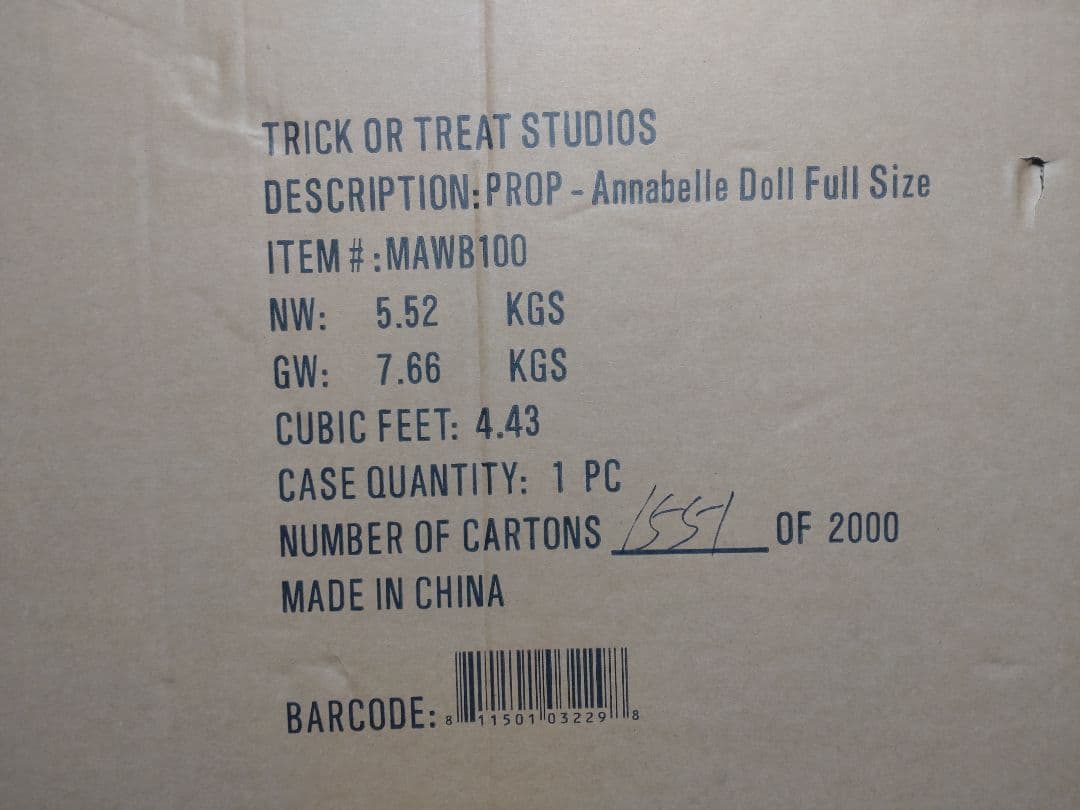 TRICK OR TREAT STUDIOS
DESCRIPTION: PROP - Annabelle Doll Full Size
ITEM # : MAWB100
NW: 5.52 KGS
GW: 7.66 KGS
CUBIC FEET: 4.43
CASE QUANTITY: 1 PC
NUMBER OF CARTONS 1551 OF 2000
MADE IN CHINA
BARCODE: 8 11501 03229 8